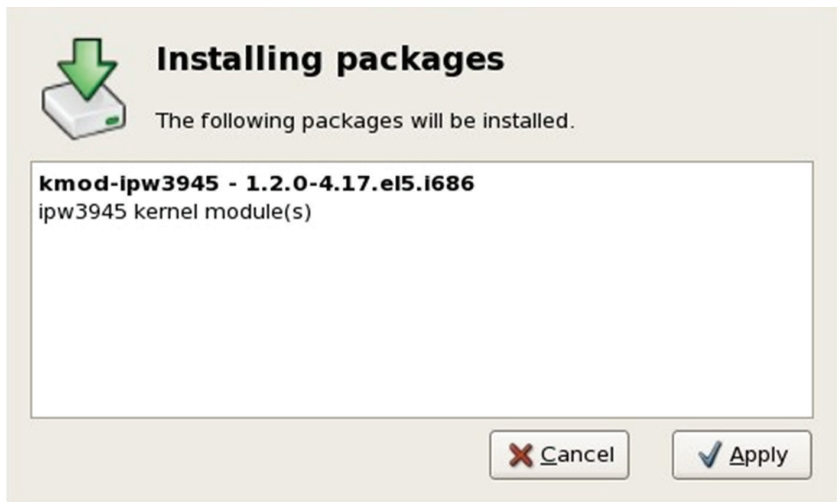 Installing packages
The following packages will be installed.
kmod-ipw3945 - 1.2.0-4.17.el5.i686
ipw3945 kernel module(s)
Cancel
Apply